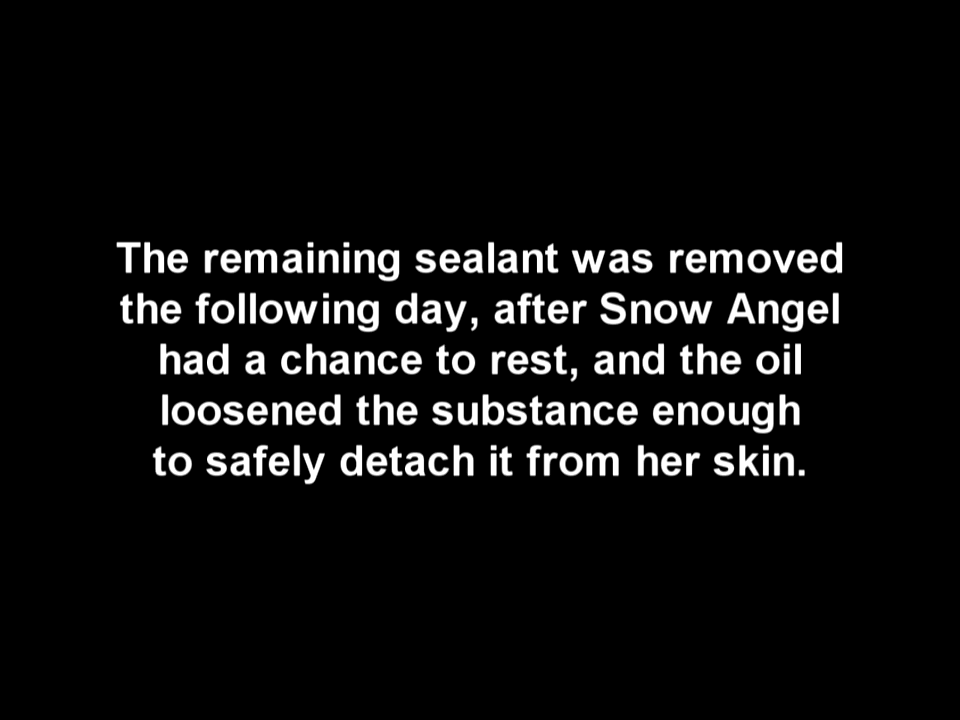 The remaining sealant was removed
the following day, after Snow Angel
had a chance to rest, and the oil
loosened the substance enough
to safely detach it from her skin.